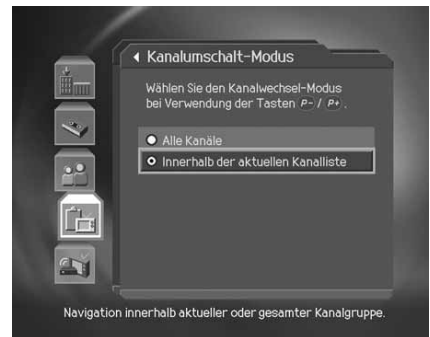 Kanalumschalt-Modus
Wählen Sie den Kanalwechsel-Modus
bei Verwendung der Tasten P- / P+ .
Alle Kanäle
Innerhalb der aktuellen Kanalliste
Navigation innerhalb aktueller oder gesamter Kanalgruppe.